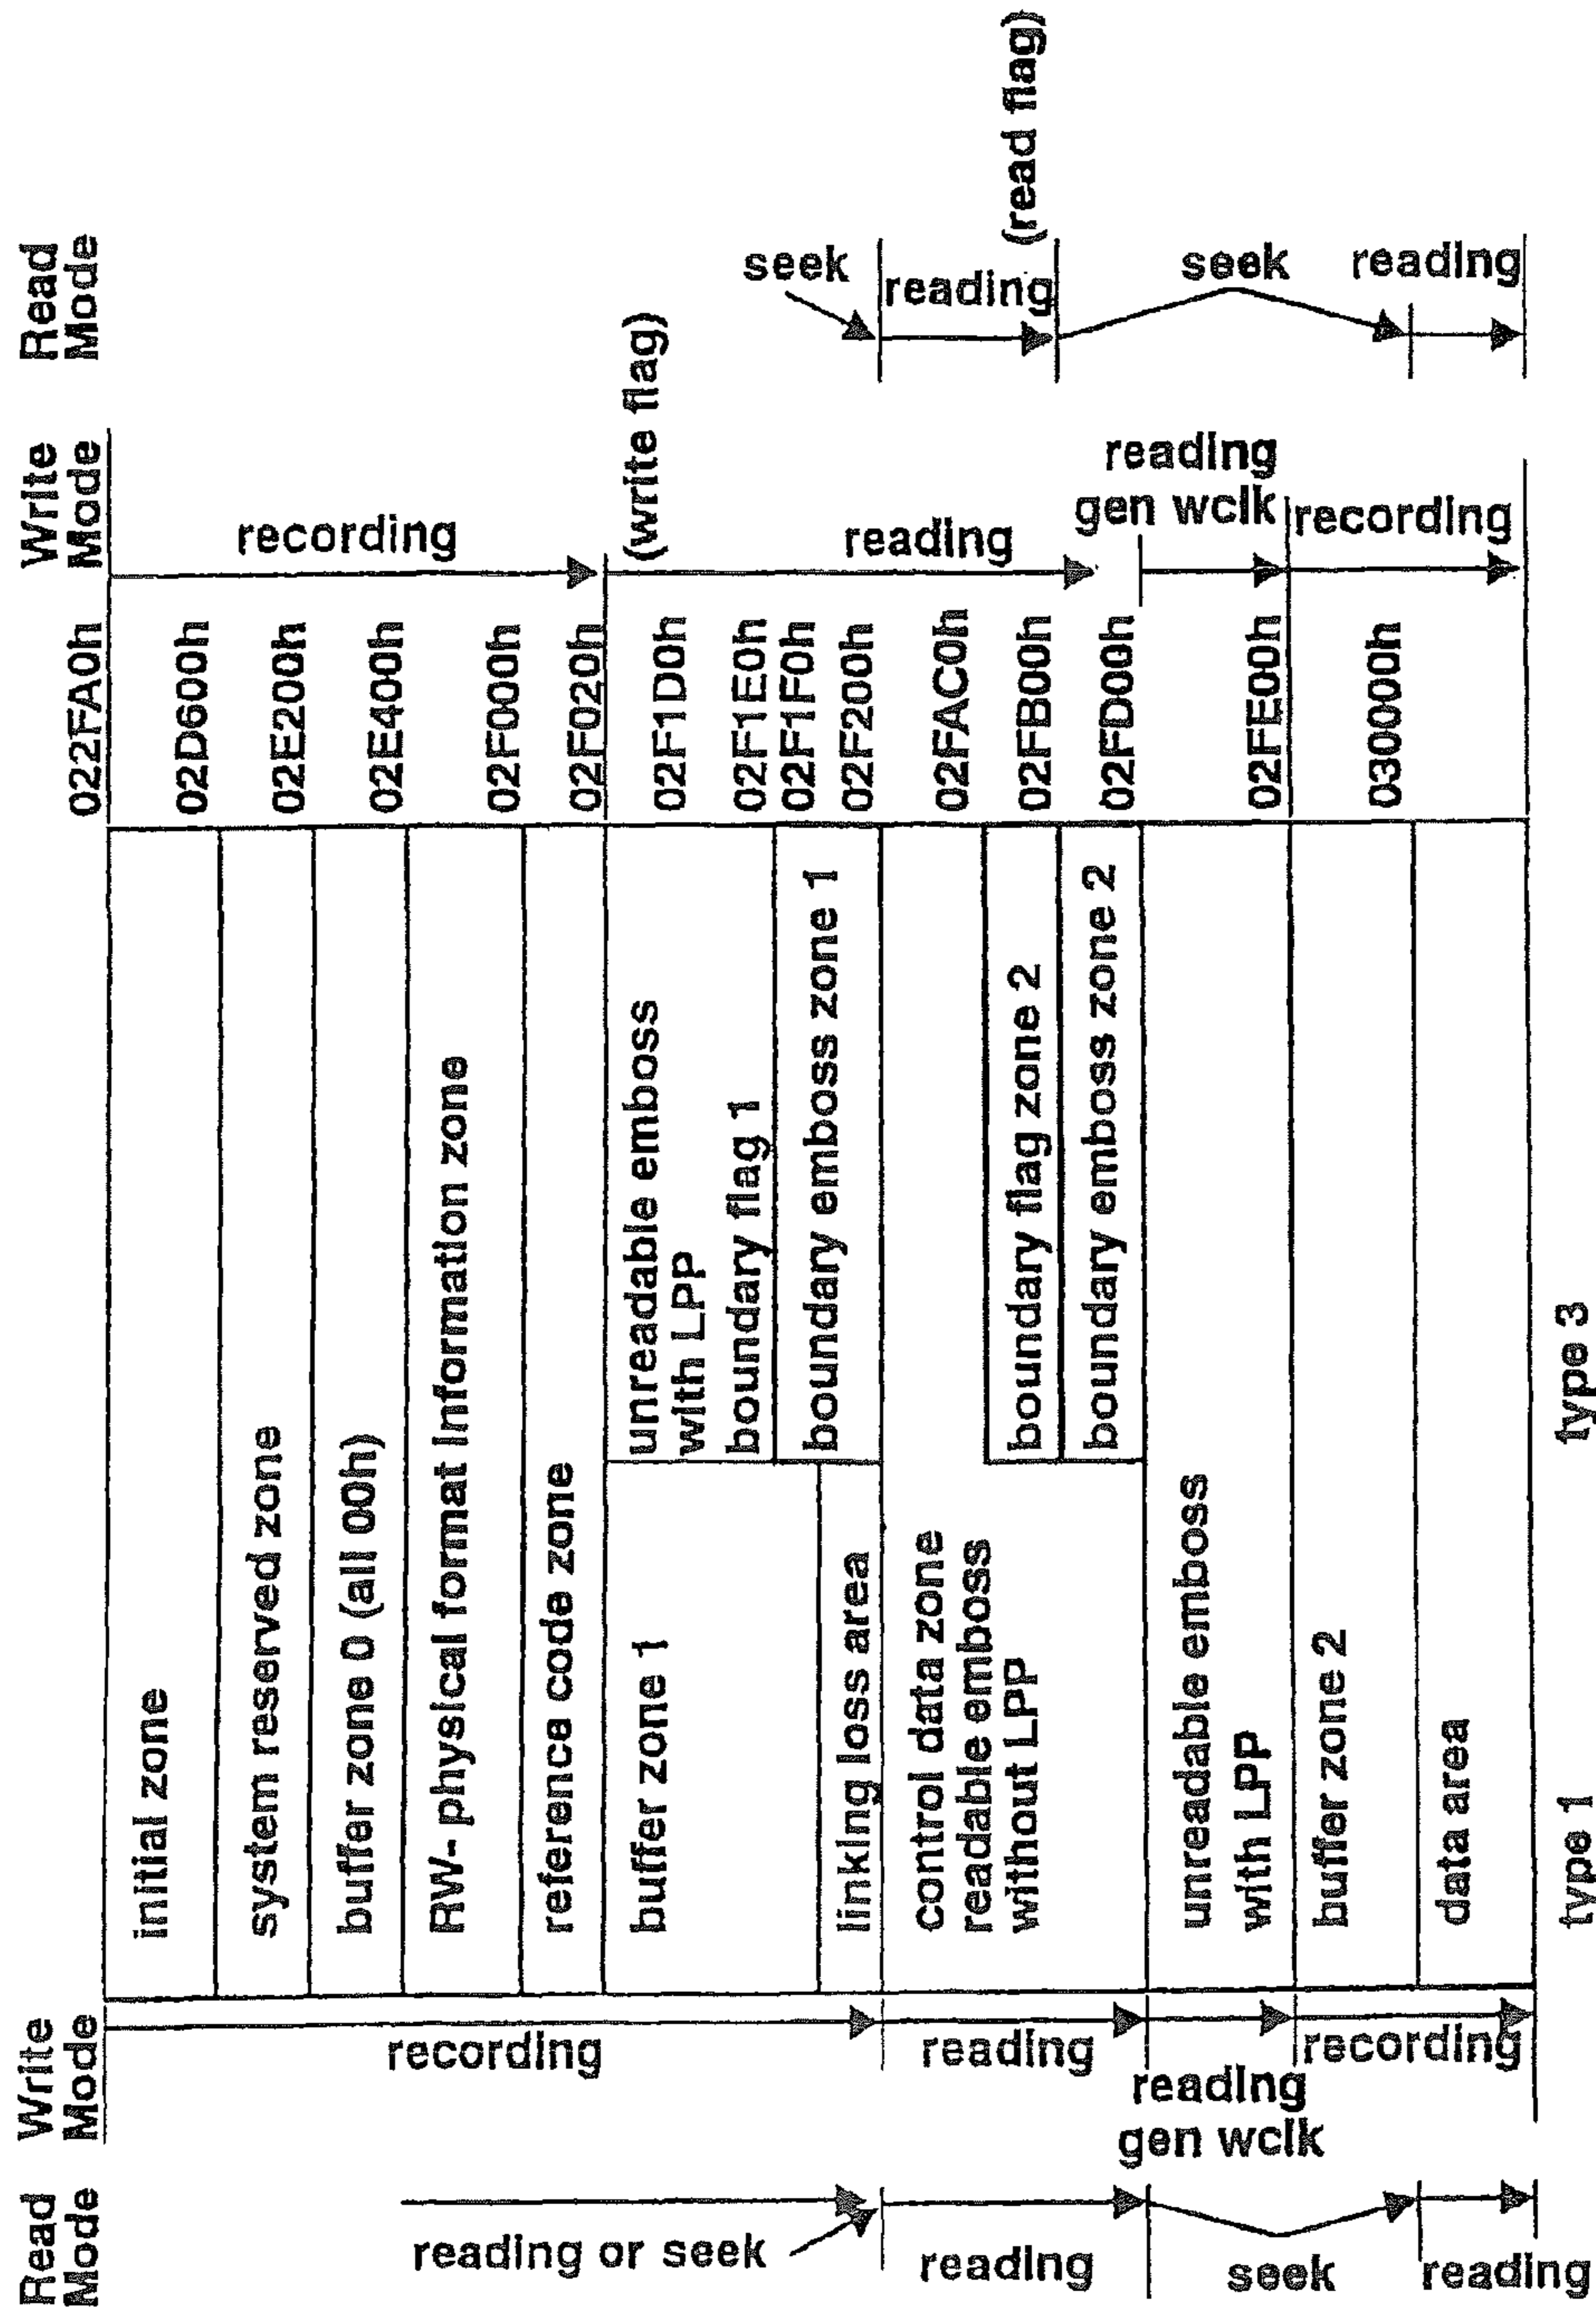 Read Mode
Write Mode
022FA0h
Write Mode
Read Mode
initial zone
02D600h
system reserved zone
02E200h
recording
buffer zone 0 (all 00h)
02E400h
recording
RW-physical format information zone
02F000h
reading or seek
reference code zone
02F020h
buffer zone 1
unreadable emboss
with LPP
02F1D0h
(write flag)
boundary flag 1
02F1E0h
seek
boundary emboss zone 1
02F1F0h
linking loss area
02F200h
reading
reading
reading
reading
control data zone
readable emboss
without LPP
02FAC0h
boundary flag zone 2
02FB00h
(read flag)
boundary emboss zone 2
02FD00h
reading
gen wclk
reading
gen wclk
seek
unreadable emboss
with LPP
02FE00h
seek
recording
buffer zone 2
030000h
recording
reading
data area
reading
type 1
type 3